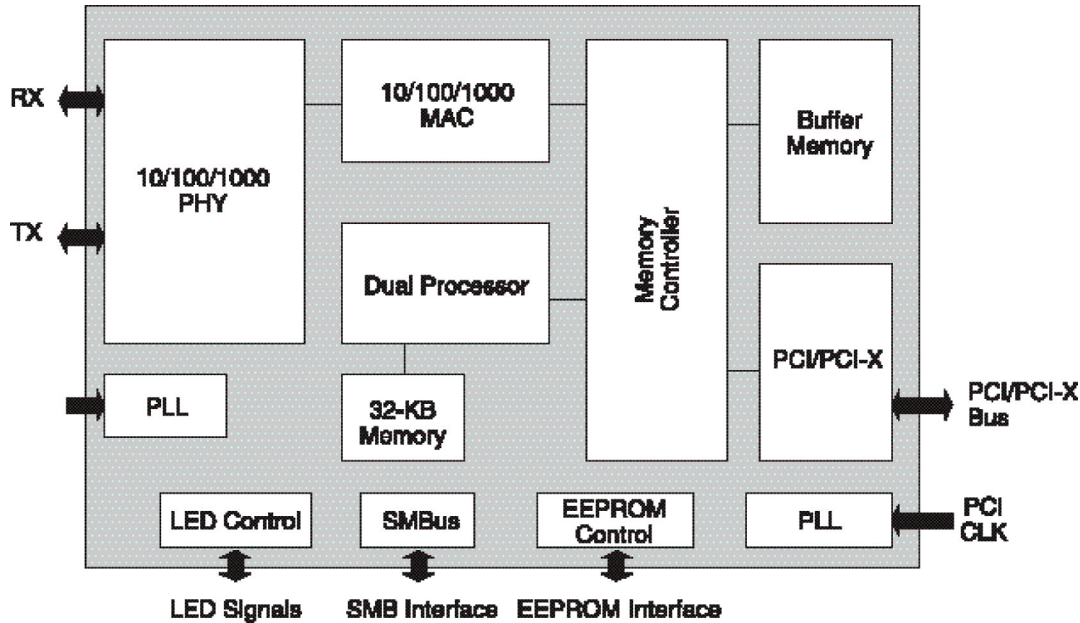 RX
TX
10/100/1000
PHY
10/100/1000
MAC
Dual Processor
32-KB
Memory
Memory
Controller
Buffer
Memory
PCI/PCI-X
PCI/PCI-X
Bus
PLL
LED Control
SMBus
EEPROM
Control
PLL
PCI
CLK
LED Signals
SMB Interface
EEPROM Interface